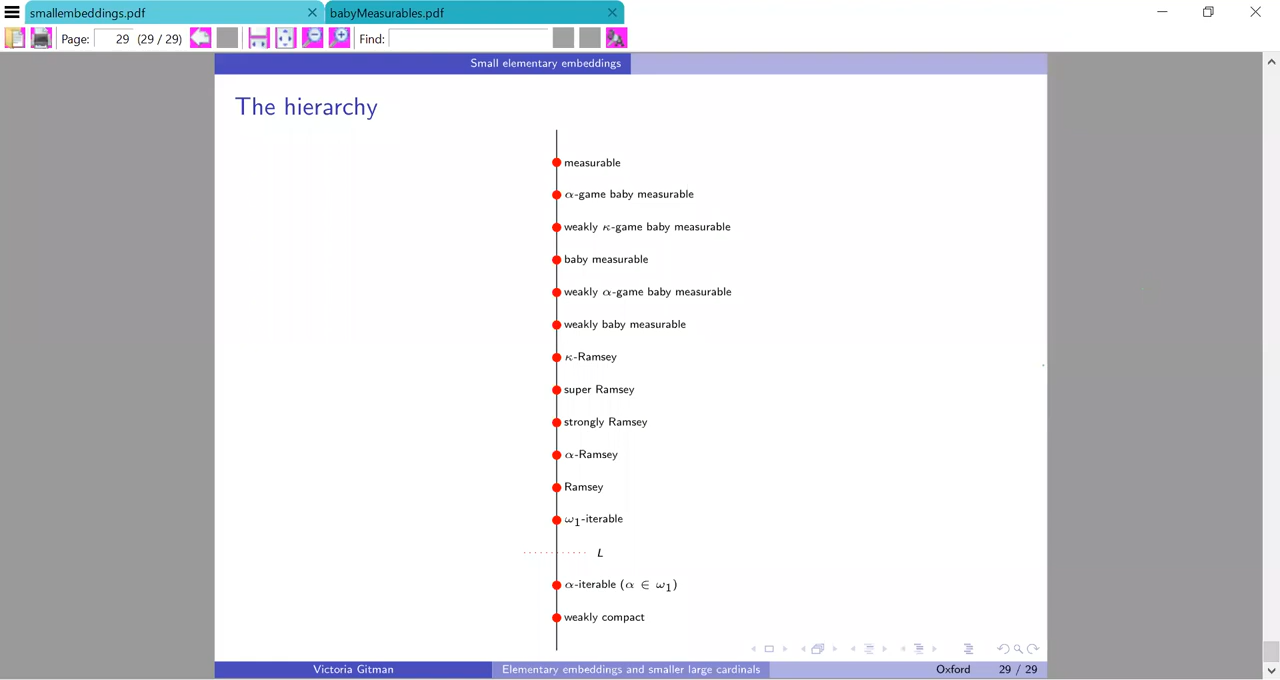 smallembeddings.pdf
babyMeasurables.pdf
Page: 29 (29 / 29)
Find:
Small elementary embeddings
The hierarchy
measurable
α-game baby measurable
weakly κ-game baby measurable
baby measurable
weakly α-game baby measurable
weakly baby measurable
κ-Ramsey
super Ramsey
strongly Ramsey
α-Ramsey
Ramsey
ω₁-iterable
L
α-iterable (α ∈ ω₁)
weakly compact
Victoria Gitman
Elementary embeddings and smaller large cardinals
Oxford
29 / 29